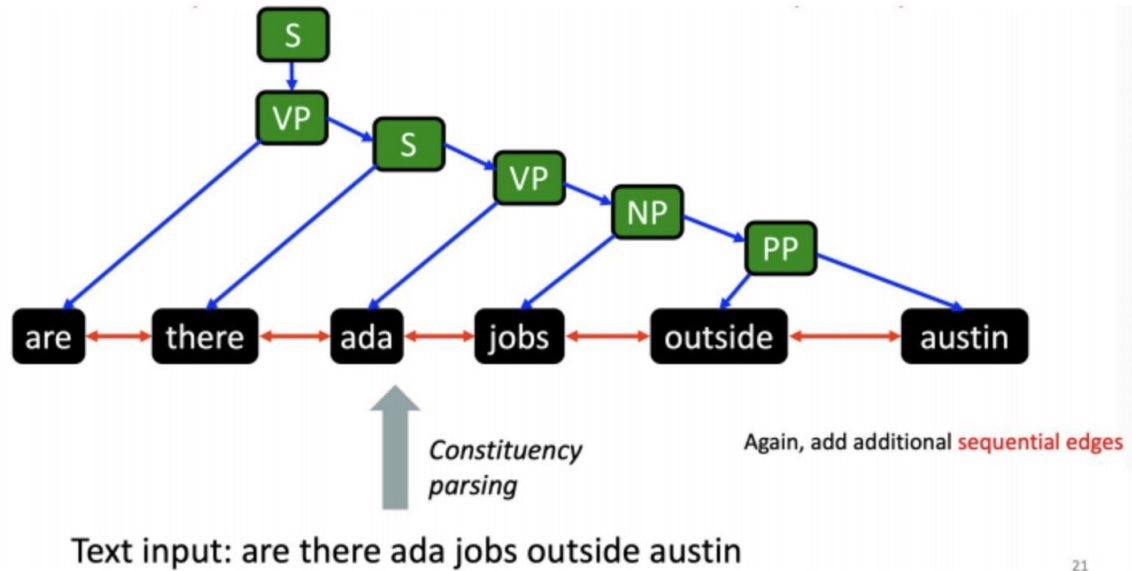 S
VP
S
VP
NP
PP
are there ada jobs outside austin
Constituency
parsing
Again, add additional sequential edges
Text input: are there ada jobs outside austin
21